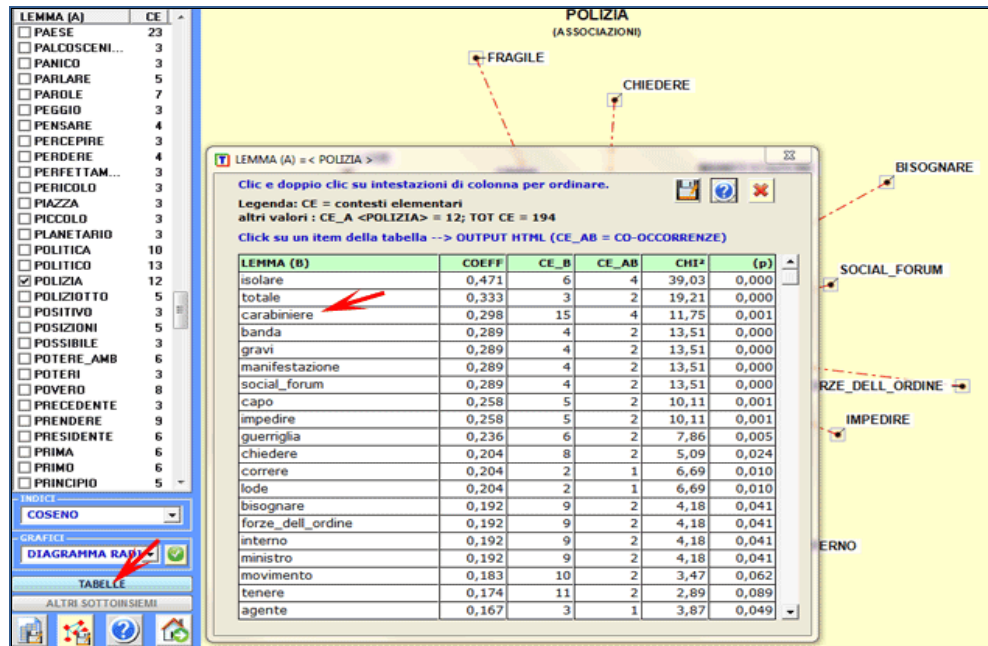 LEMMA (A) CE
PAESE 23
PALCOSCENI... 3
PANICO 3
PARLARE 5
PAROLE 7
PEGGIO 3
PENSARE 4
PERCEPIRE 3
PERDERE 4
PERFETTAM... 3
PERICOLO 3
PIAZZA 3
PICCOLO 3
PLANETARIO 3
POLITICA 10
POLITICO 13
POLIZIA 12
POLIZIOTTO 5
POSITIVO 3
POSIZIONI 5
POSSIBILE 3
POTERE_AMB 6
POTERI 3
POVERO 8
PRECEDENTE 3
PRENDERE 9
PRESIDENTE 6
PRIMA 6
PRIMO 6
PRINCIPIO 5
INDICI
COSENO
GRAFICI
DIAGRAMMA RADI
TABELLE
ALTRI SOTTOINSIEMI
POLIZIA
(ASSOCIAZIONI)
FRAGILE
CHIEDERE
BISOGNARE
SOCIAL_FORUM
RZE_DELL_ORDINE
IMPEDIRE
ERNO
LEMMA (A) = < POLIZIA >
Clic e doppio clic su intestazioni di colonna per ordinare.
Legenda: CE = contesti elementari
altri valori : CE_A <POLIZIA> = 12; TOT CE = 194
Click su un item della tabella --> OUTPUT HTML (CE_AB = CO-OCCORRENZE)
LEMMA (B) COEFF CE_B CE_AB CHI² (p)
isolare 0,471 6 4 39,03 0,000
totale 0,333 3 2 19,21 0,000
carabiniere 0,298 15 4 11,75 0,001
banda 0,289 4 2 13,51 0,000
gravi 0,289 4 2 13,51 0,000
manifestazione 0,289 4 2 13,51 0,000
social_forum 0,289 4 2 13,51 0,000
capo 0,258 5 2 10,11 0,001
impedire 0,258 5 2 10,11 0,001
guerriglia 0,236 6 2 7,86 0,005
chiedere 0,204 8 2 5,09 0,024
correre 0,204 2 1 6,69 0,010
lode 0,204 2 1 6,69 0,010
bisognare 0,192 9 2 4,18 0,041
forze_dell_ordine 0,192 9 2 4,18 0,041
interno 0,192 9 2 4,18 0,041
ministro 0,192 9 2 4,18 0,041
movimento 0,183 10 2 3,47 0,062
tenere 0,174 11 2 2,89 0,089
agente 0,167 3 1 3,87 0,049